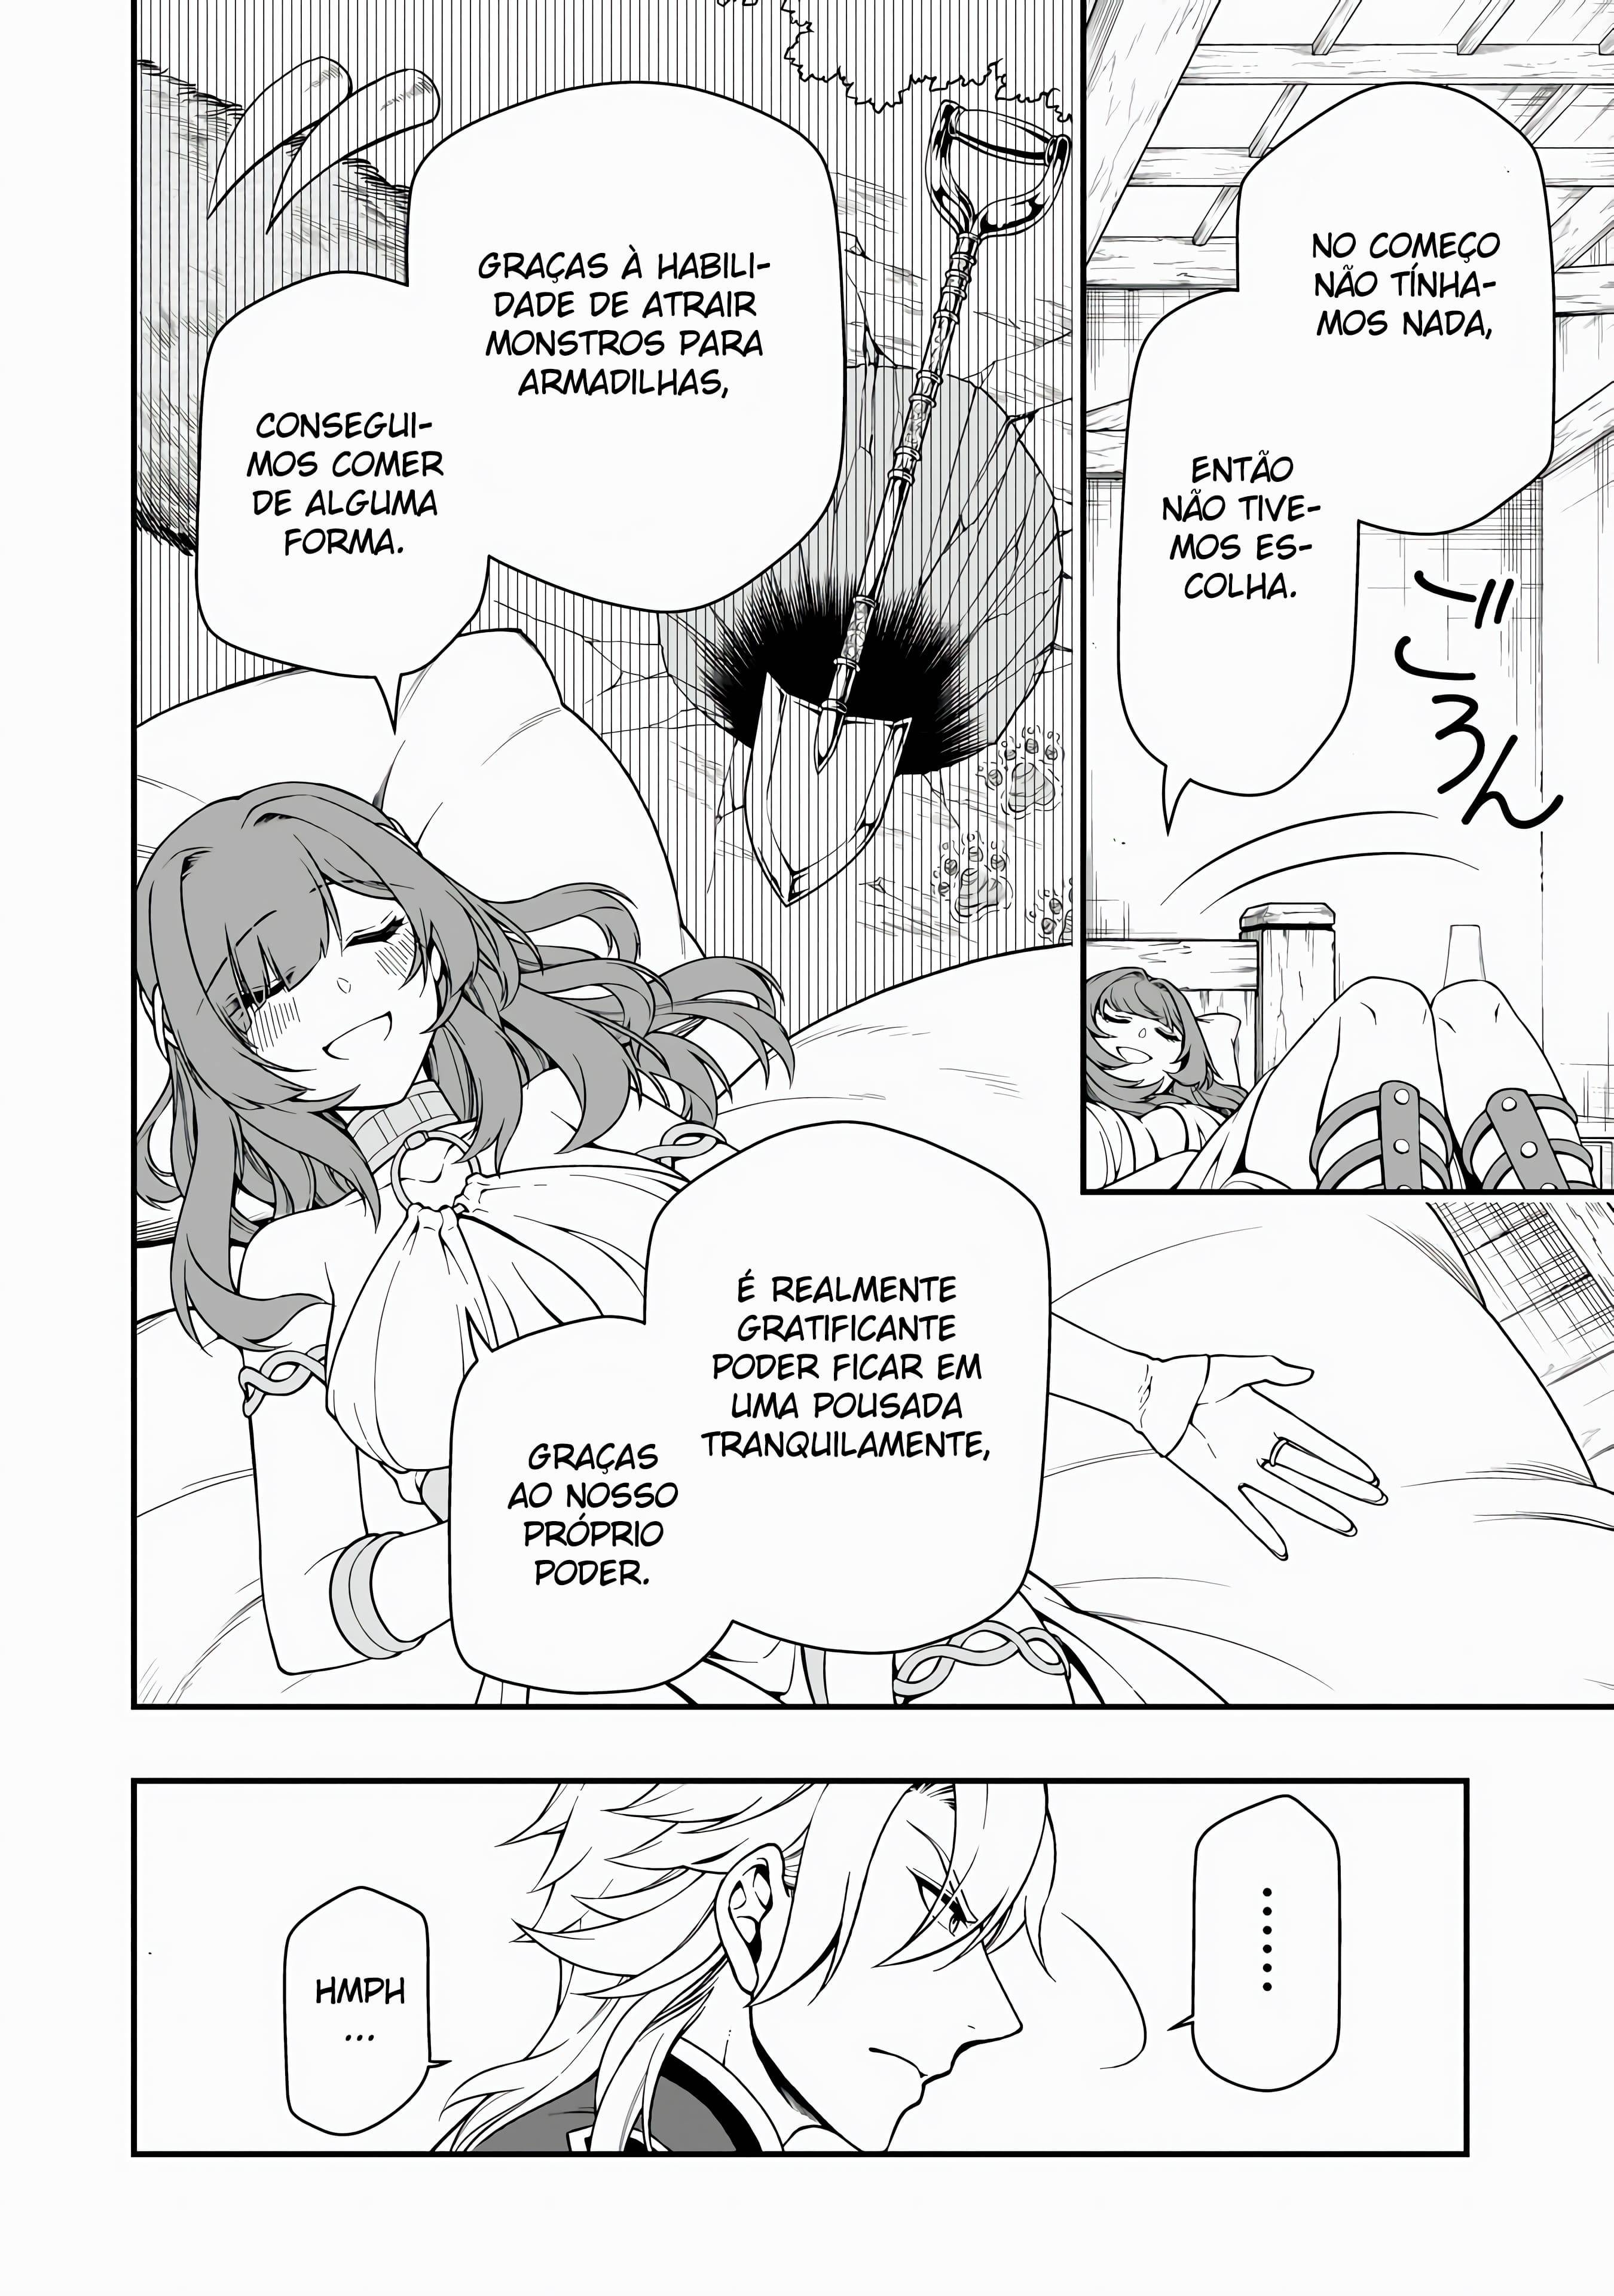 NO COMEÇO
NÃO TÍNHA-
MOS NADA,
ENTÃO
NÃO TIVE-
MOS ES-
COLHA.
ごろん
GRAÇAS À HABILI-
DADE DE ATRAIR
MONSTROS PARA
ARMADILHAS,
CONSEGUI-
MOS COMER
DE ALGUMA
FORMA.
É REALMENTE
GRATIFICANTE
PODER FICAR EM
UMA POUSADA
TRANQUILAMENTE,
GRAÇAS
AO NOSSO
PRÓPRIO
PODER.
......
HMPH
...